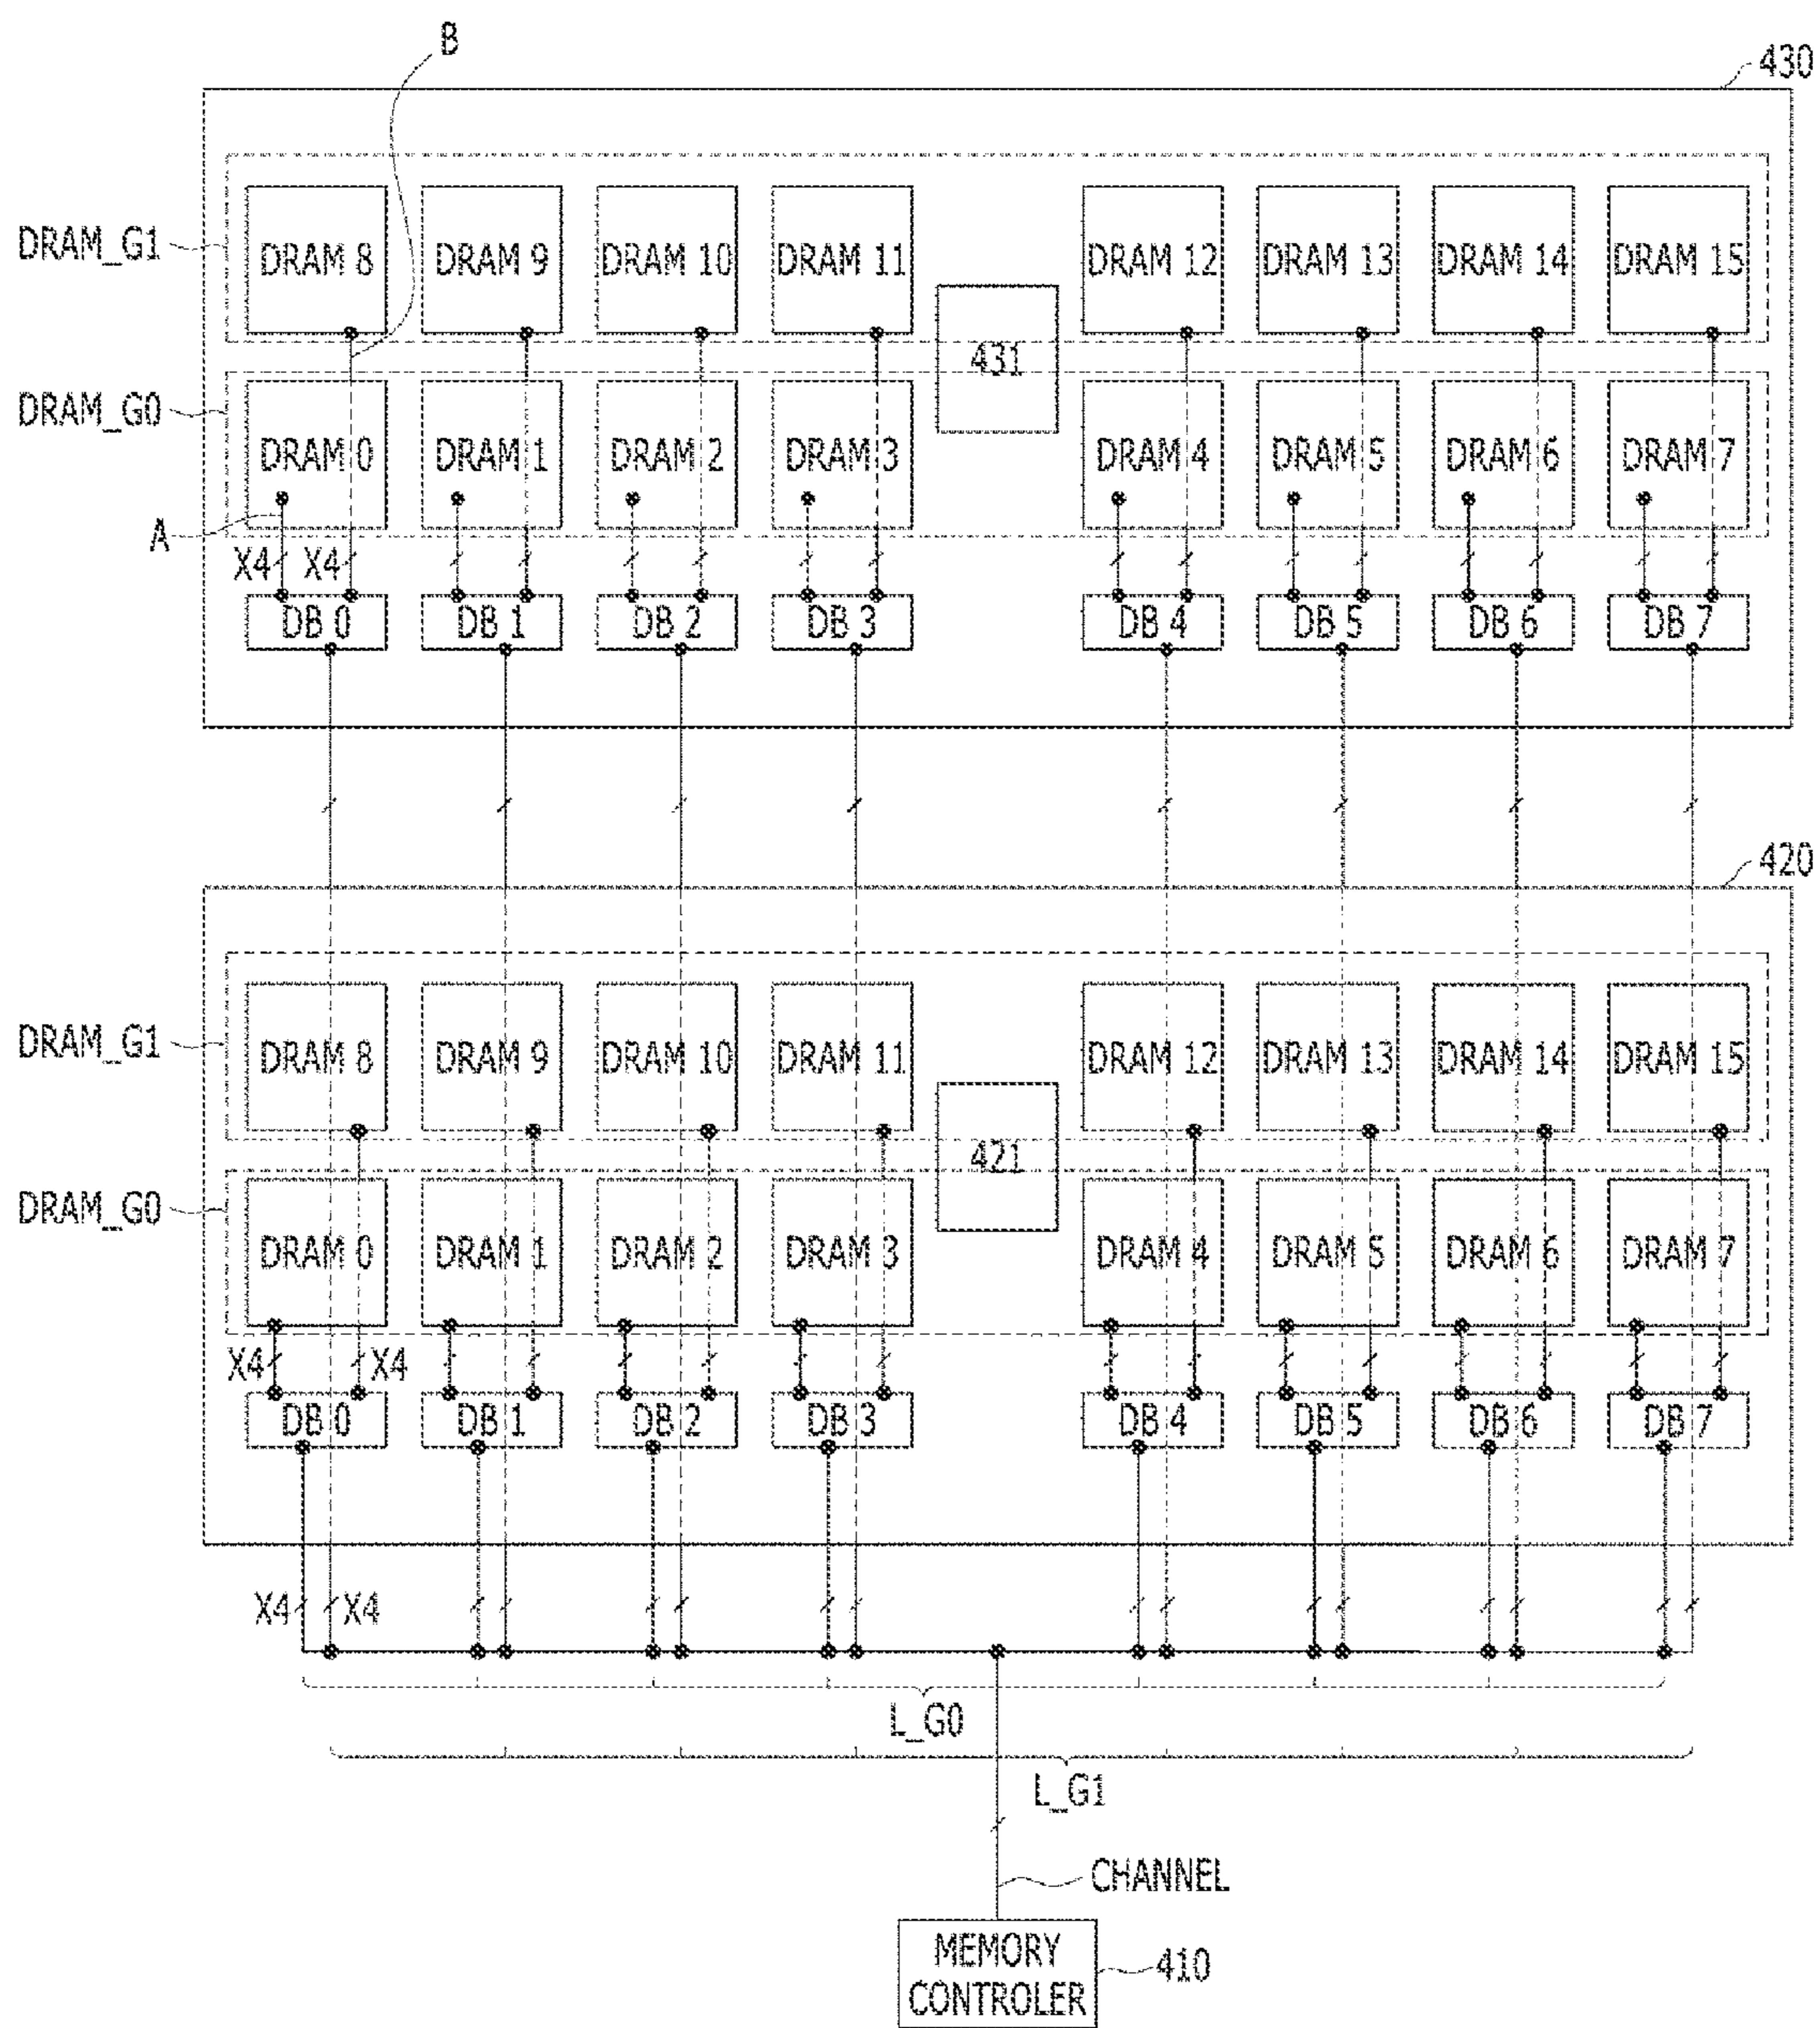 B
430
DRAM_G1
DRAM 8 DRAM 9 DRAM 10 DRAM 11 DRAM 12 DRAM 13 DRAM 14 DRAM 15
431
DRAM_G0
DRAM 0 DRAM 1 DRAM 2 DRAM 3 DRAM 4 DRAM 5 DRAM 6 DRAM 7
A
X4 X4
DB 0 DB 1 DB 2 DB 3 DB 4 DB 5 DB 6 DB 7
420
DRAM_G1
DRAM 8 DRAM 9 DRAM 10 DRAM 11 DRAM 12 DRAM 13 DRAM 14 DRAM 15
421
DRAM_G0
DRAM 0 DRAM 1 DRAM 2 DRAM 3 DRAM 4 DRAM 5 DRAM 6 DRAM 7
X4 X4
DB 0 DB 1 DB 2 DB 3 DB 4 DB 5 DB 6 DB 7
X4 X4
L_G0
L_G1
CHANNEL
MEMORY
CONTROLER
410